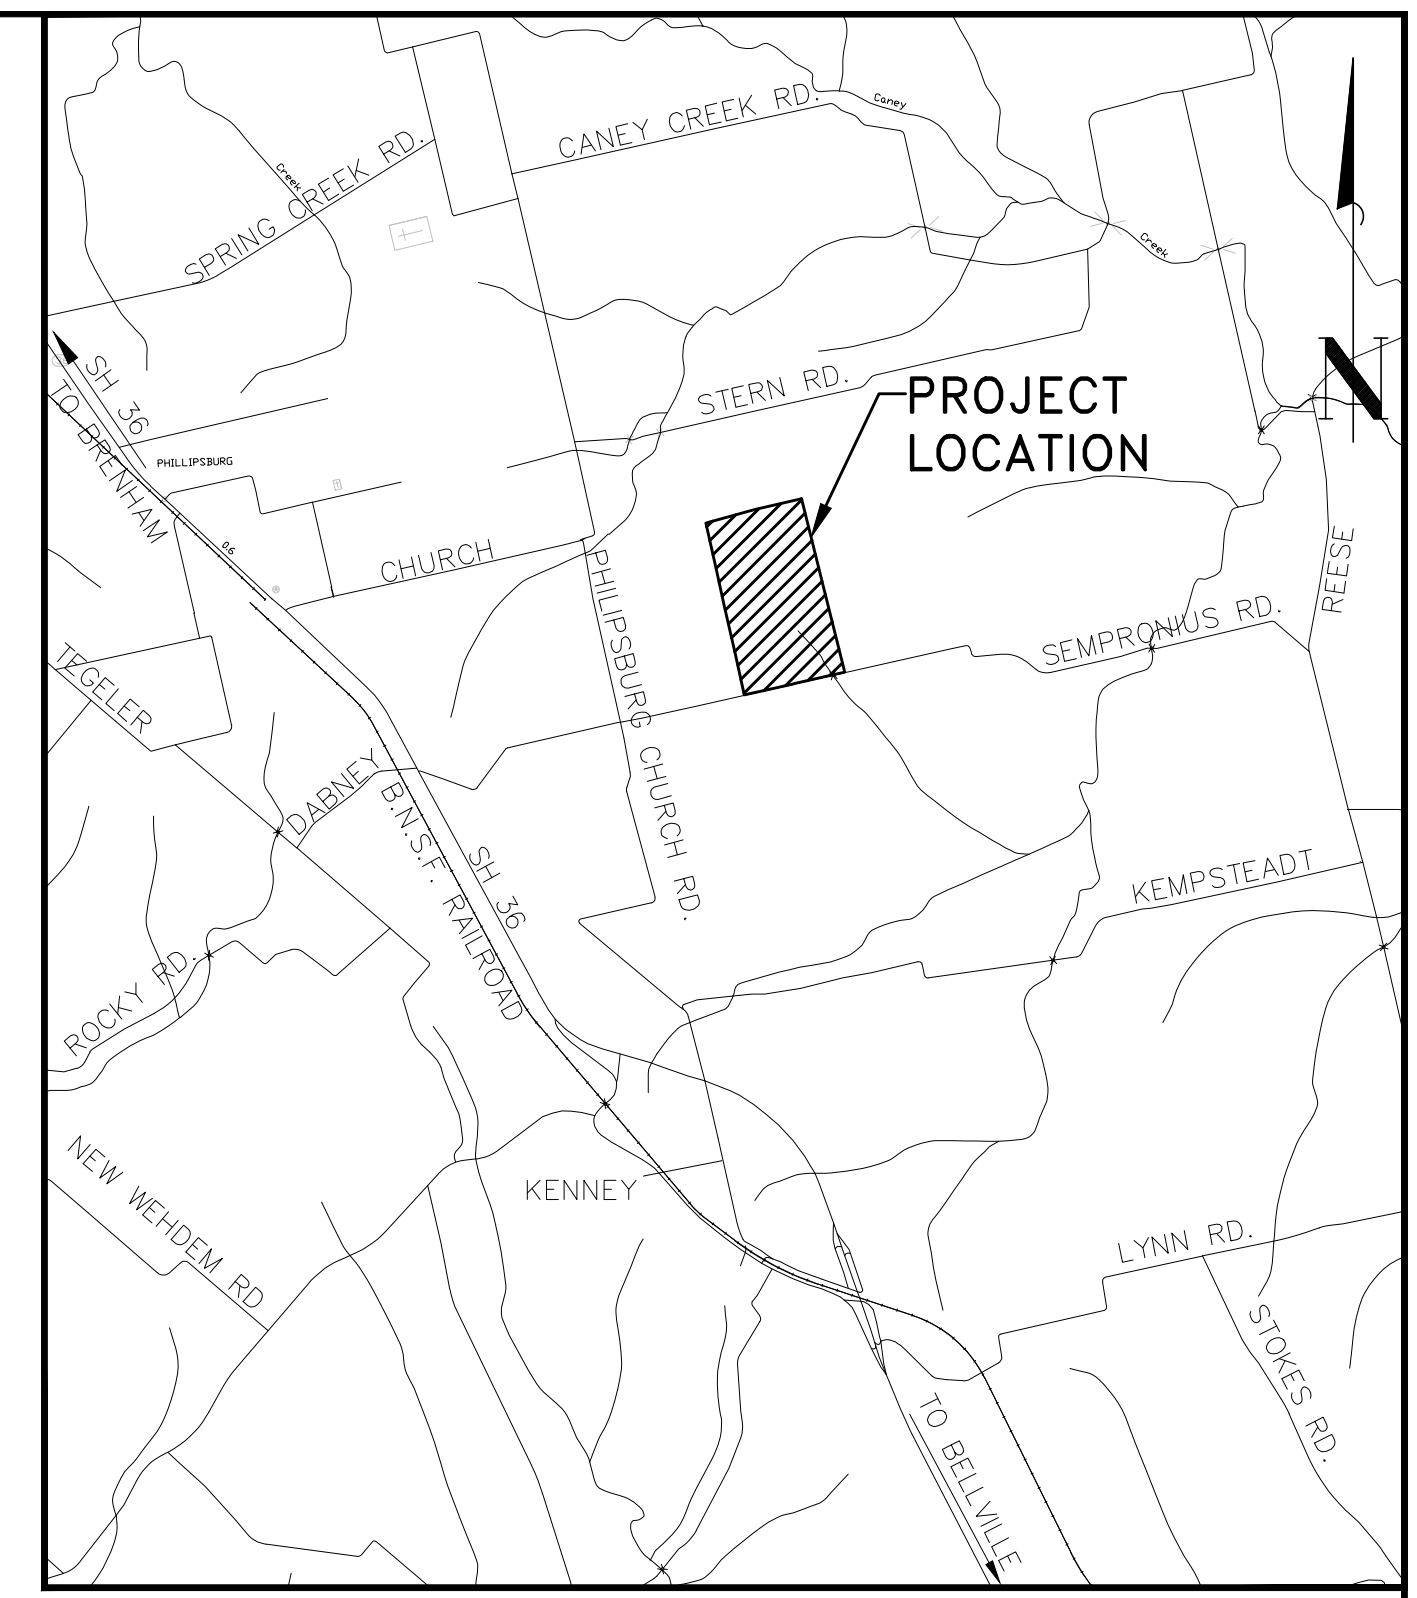 Caney
CANEY CREEK RD.
SPRING CREEK RD.
Creek
Creek
N
SH 36
TO BRENHAM
PHILLIPSBURG
STERN RD.
PROJECT
LOCATION
0.6
CHURCH
PHILIPSBURG CHURCH RD.
REESE
SEMPRONIUS RD.
TEGELER
DABNEY
B.N.S.F. RAILROAD
SH 36
KEMPSTEADT
ROCKY RD.
NEW WEHDEM RD
KENNEY
LYNN RD.
STOKES RD.
TO BELLVILLE